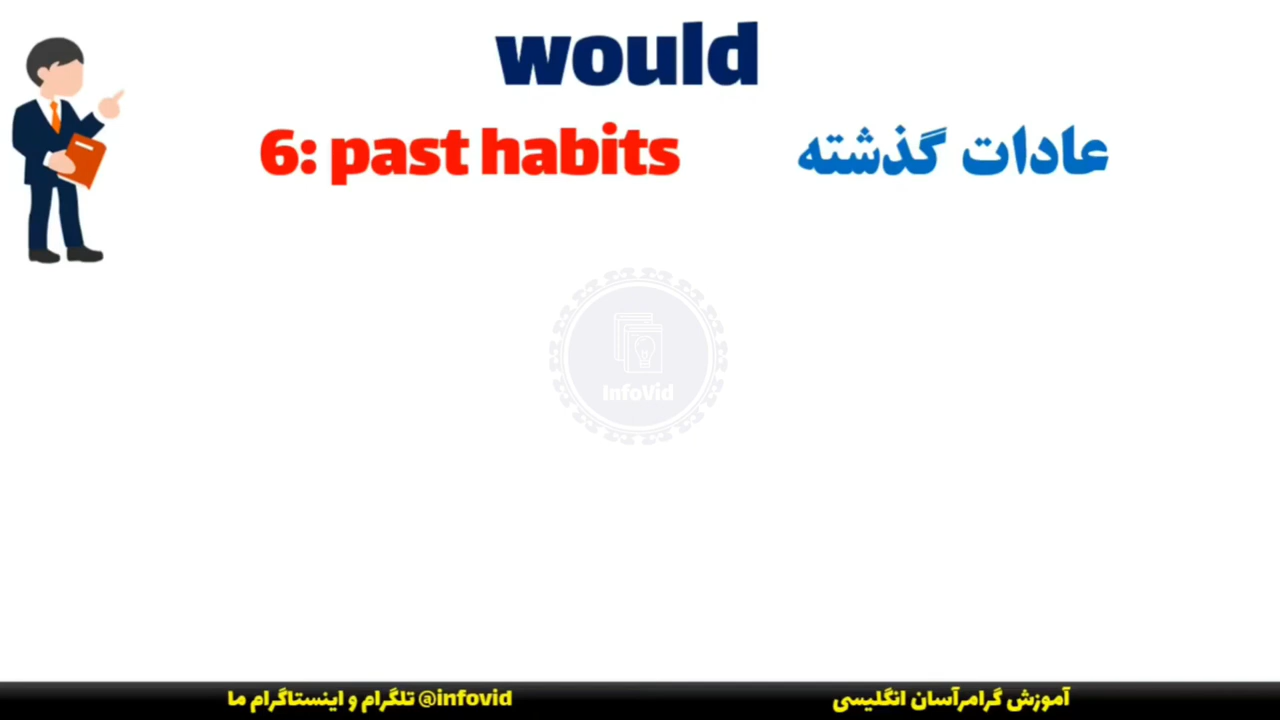 would
6: past habits عادات گذشته
InfoVid
آموزش گرامرآسان انگلیسی
تلگرام و اینستاگرام ما @infovid